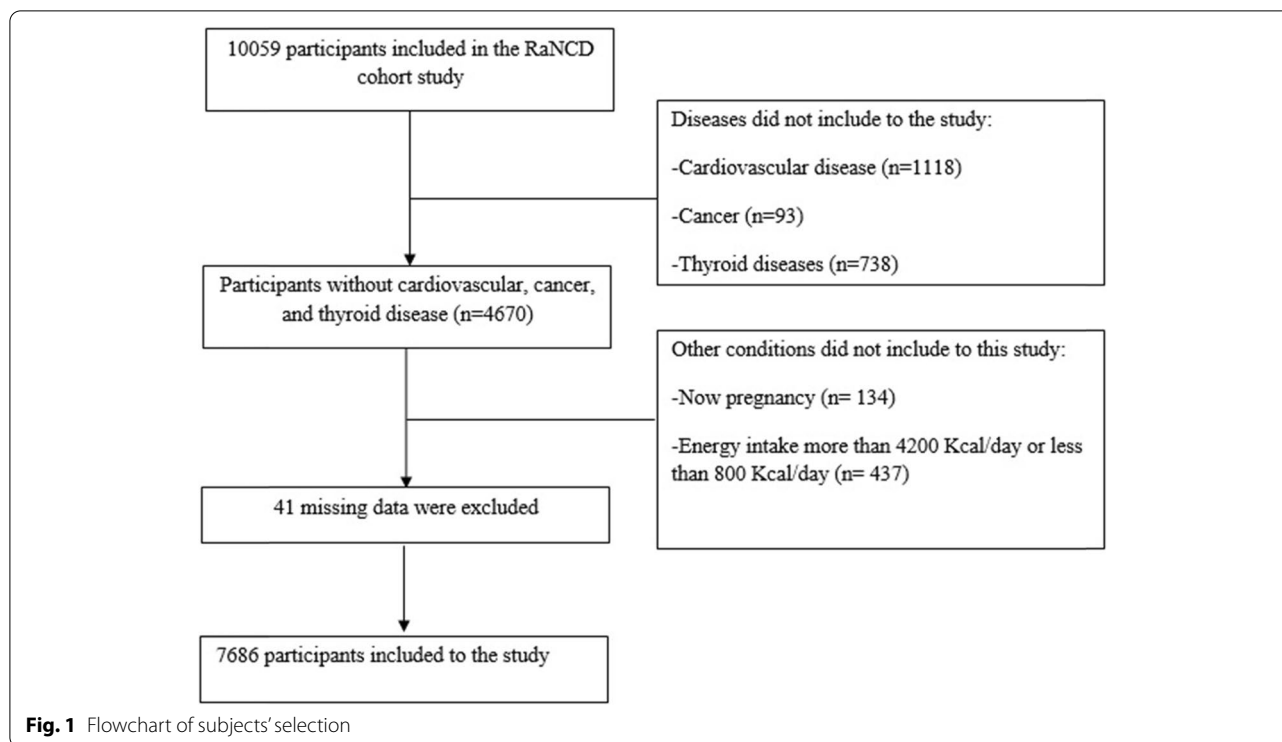 10059 participants included in the RaNCD
cohort study
Diseases did not include to the study:
-Cardiovascular disease (n=1118)
-Cancer (n=93)
-Thyroid diseases (n=738)
Participants without cardiovascular, cancer,
and thyroid disease (n=4670)
Other conditions did not include to this study:
-Now pregnancy (n= 134)
-Energy intake more than 4200 Kcal/day or less
than 800 Kcal/day (n= 437)
41 missing data were excluded
7686 participants included to the study
Fig. 1 Flowchart of subjects’ selection